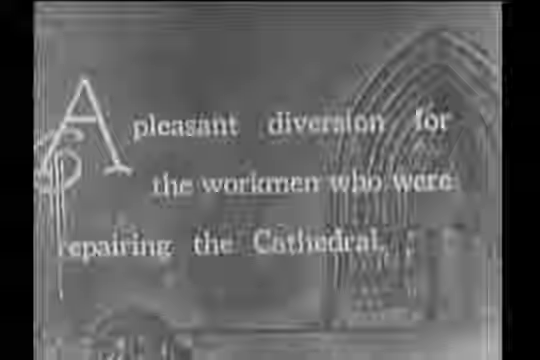 A pleasant diversion for
the workmen who were
repairing the Cathedral.